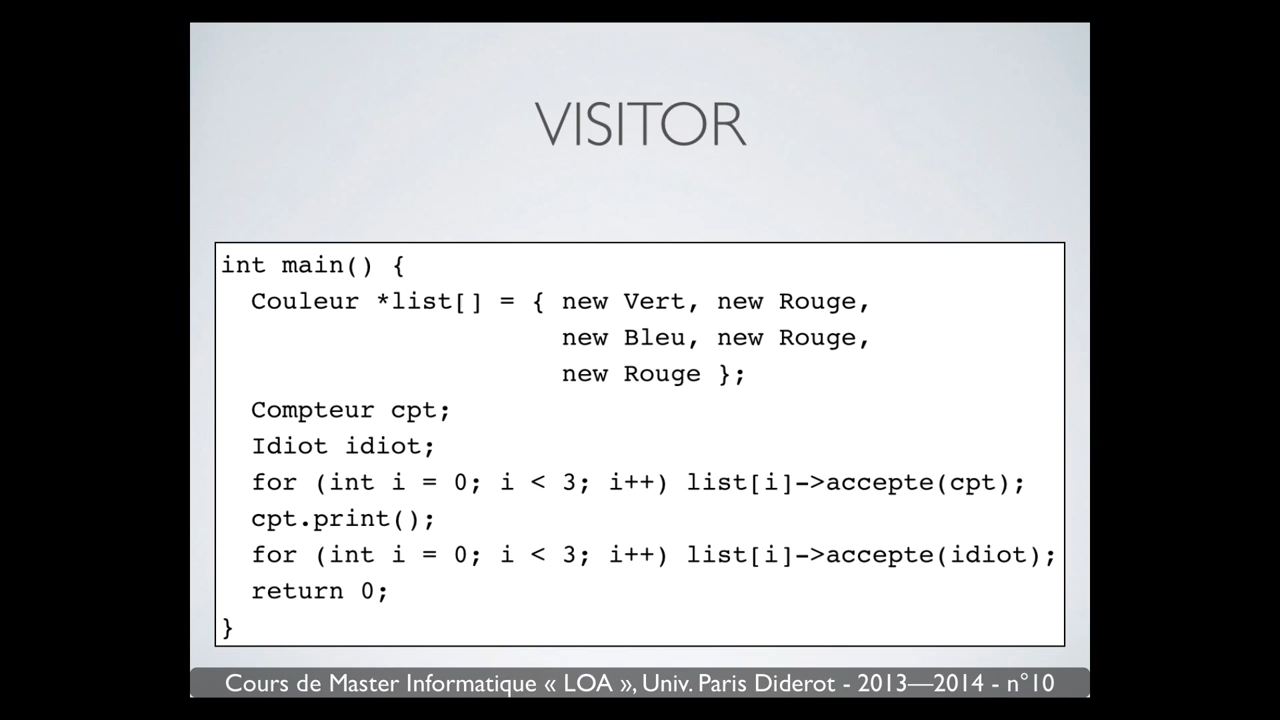 VISITOR
int main() {
  Couleur *list[] = { new Vert, new Rouge,
                      new Bleu, new Rouge,
                      new Rouge };
  Compteur cpt;
  Idiot idiot;
  for (int i = 0; i < 3; i++) list[i]->accepte(cpt);
  cpt.print();
  for (int i = 0; i < 3; i++) list[i]->accepte(idiot);
  return 0;
}
Cours de Master Informatique « LOA », Univ. Paris Diderot - 2013—2014 - n°10